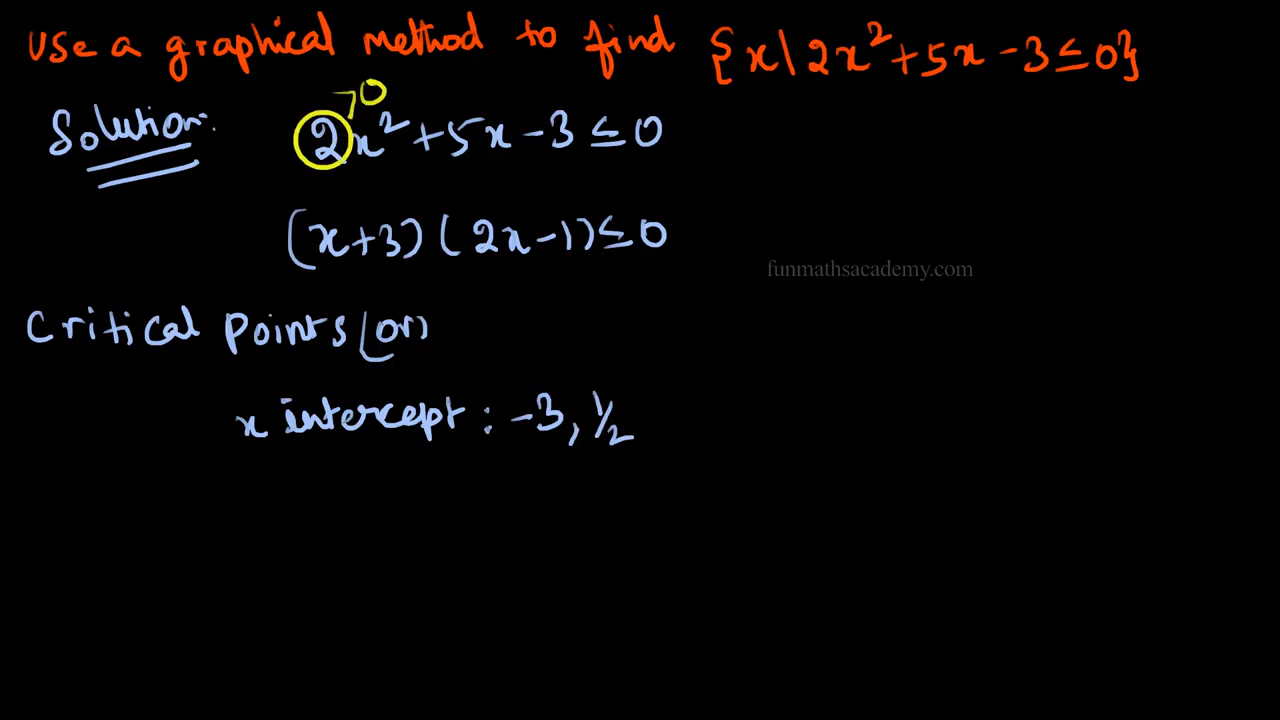 Use a graphical method to find {x|2x²+5x-3≤0}
>0
Solution: 2x²+5x-3≤0
(x+3)(2x-1)≤0
funmathsacademy.com
Critical Points (or)
x intercept: -3, 1/2